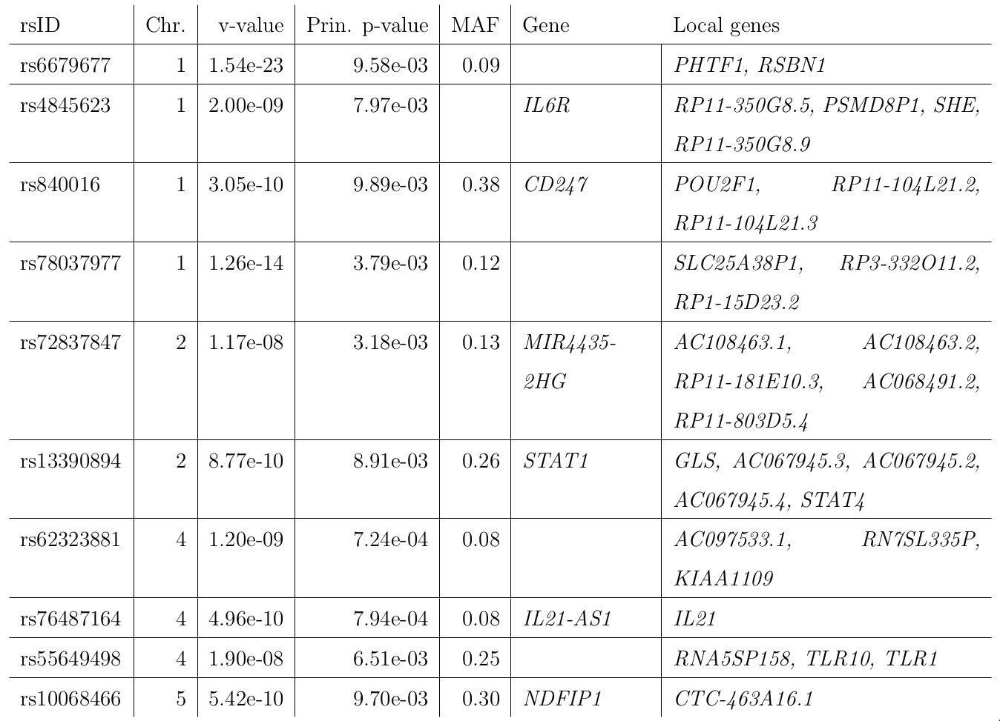 rsID Chr. v-value Prin. p-value MAF Gene Local genes
rs6679677 1 1.54e-23 9.58e-03 0.09 PHTF1, RSBN1
rs4845623 1 2.00e-09 7.97e-03 IL6R RP11-350G8.5, PSMD8P1, SHE,
RP11-350G8.9
rs840016 1 3.05e-10 9.89e-03 0.38 CD247 POU2F1, RP11-104L21.2,
RP11-104L21.3
rs78037977 1 1.26e-14 3.79e-03 0.12 SLC25A38P1, RP3-332O11.2,
RP1-15D23.2
rs72837847 2 1.17e-08 3.18e-03 0.13 MIR4435- AC108463.1, AC108463.2,
2HG RP11-181E10.3, AC068491.2,
RP11-803D5.4
rs13390894 2 8.77e-10 8.91e-03 0.26 STAT1 GLS, AC067945.3, AC067945.2,
AC067945.4, STAT4
rs62323881 4 1.20e-09 7.24e-04 0.08 AC097533.1, RN7SL335P,
KIAA1109
rs76487164 4 4.96e-10 7.94e-04 0.08 IL21-AS1 IL21
rs55649498 4 1.90e-08 6.51e-03 0.25 RNA5SP158, TLR10, TLR1
rs10068466 5 5.42e-10 9.70e-03 0.30 NDFIP1 CTC-463A16.1